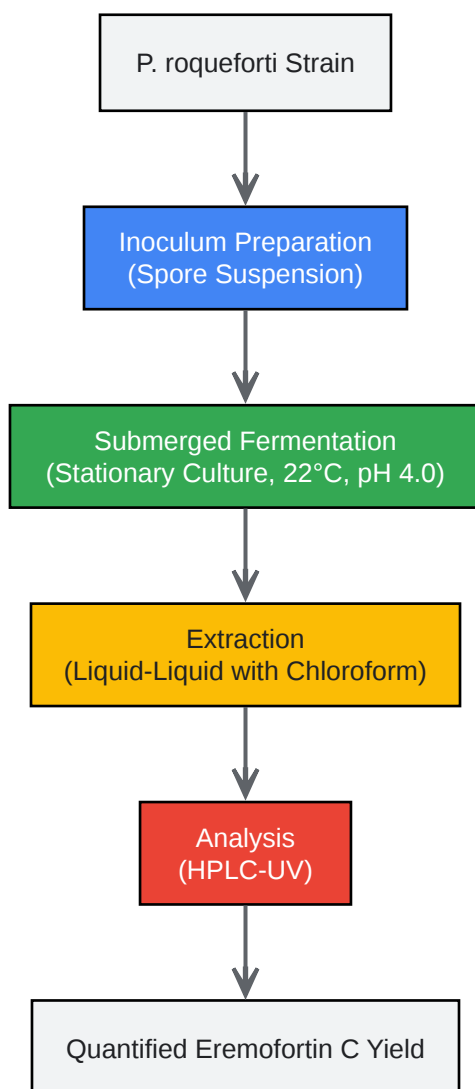 P. roqueforti Strain
Inoculum Preparation
(Spore Suspension)
Submerged Fermentation
(Stationary Culture, 22°C, pH 4.0)
Extraction
(Liquid-Liquid with Chloroform)
Analysis
(HPLC-UV)
Quantified Eremofortin C Yield